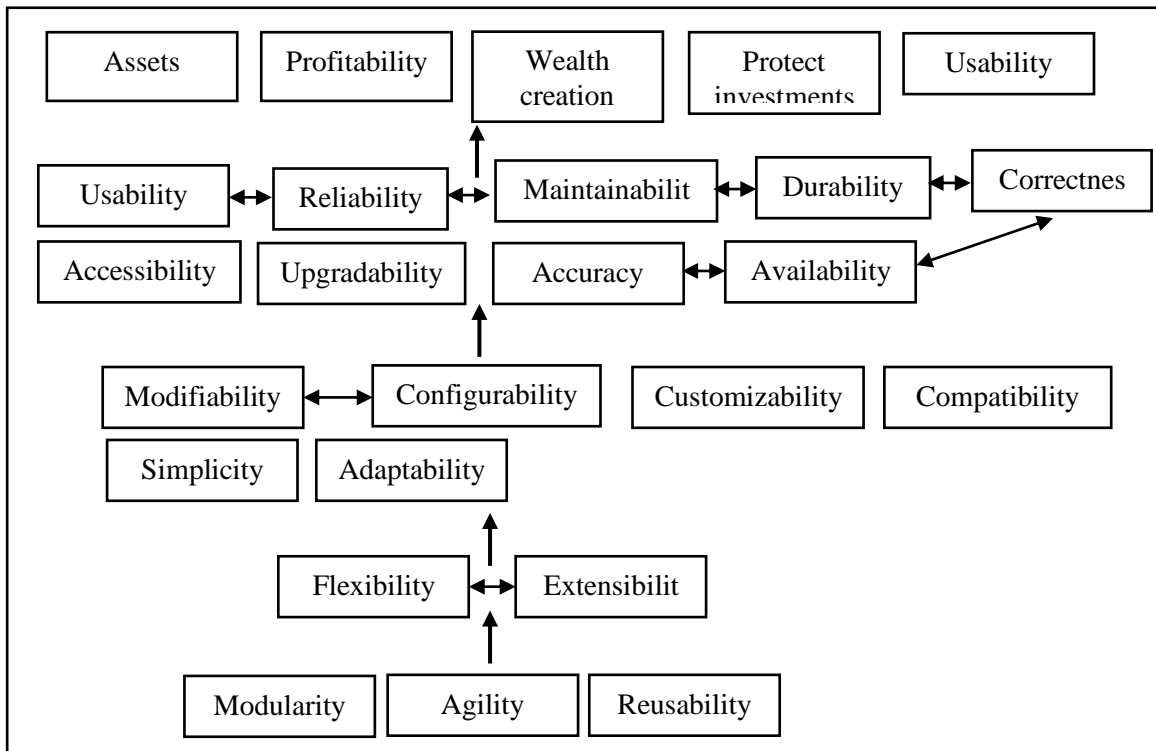 Assets
Profitability
Wealth
creation
Protect
investments
Usability
Usability
Reliability
Maintainabilit
Durability
Correctnes
Accessibility
Upgradability
Accuracy
Availability
Modifiability
Configurability
Customizability
Compatibility
Simplicity
Adaptability
Flexibility
Extensibilit
Modularity
Agility
Reusability